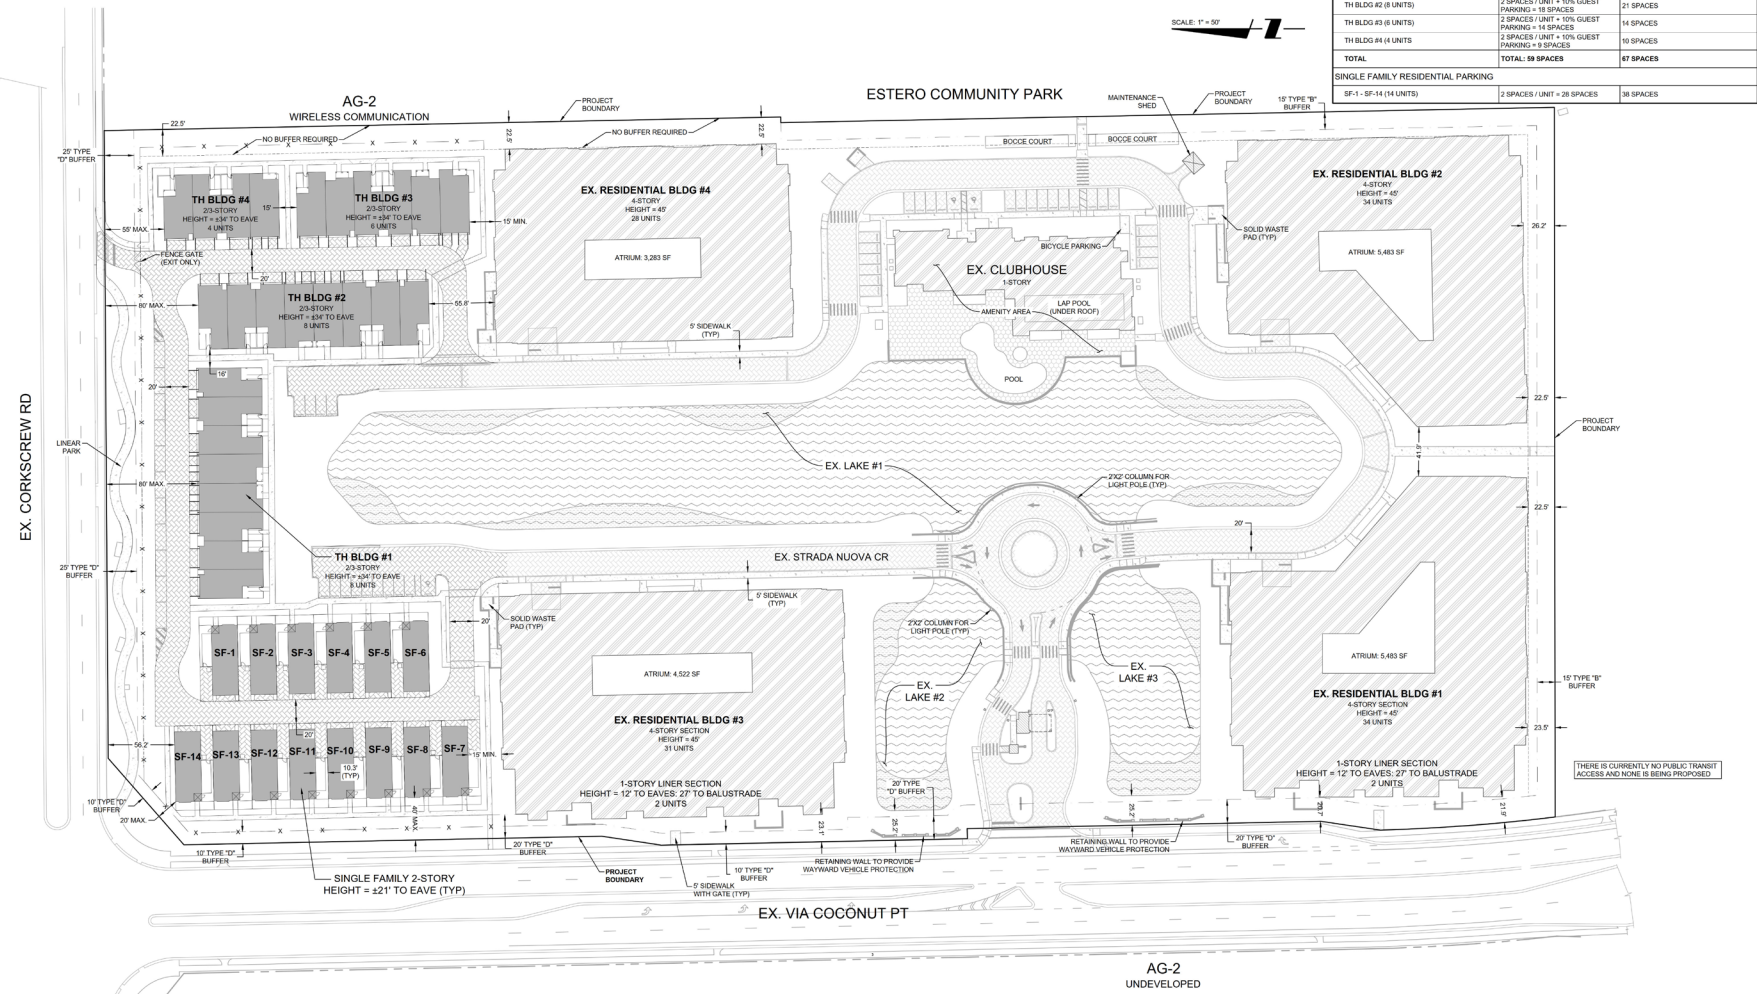 SCALE: 1" = 50'
Z
TH BLDG #2 (8 UNITS)
2 SPACES / UNIT + 10% GUEST
PARKING = 18 SPACES
21 SPACES
TH BLDG #3 (6 UNITS)
2 SPACES / UNIT + 10% GUEST
PARKING = 14 SPACES
14 SPACES
TH BLDG #4 (4 UNITS
2 SPACES / UNIT + 10% GUEST
PARKING = 9 SPACES
10 SPACES
TOTAL
TOTAL: 59 SPACES
67 SPACES
SINGLE FAMILY RESIDENTIAL PARKING
SF-1 - SF-14 (14 UNITS)
2 SPACES / UNIT = 28 SPACES
38 SPACES
AG-2
WIRELESS COMMUNICATION
PROJECT
BOUNDARY
ESTERO COMMUNITY PARK
MAINTENANCE
SHED
PROJECT
BOUNDARY
15' TYPE "B"
BUFFER
22.5'
NO BUFFER REQUIRED
22.5'
NO BUFFER REQUIRED
22.5'
25' TYPE
"D" BUFFER
BOCCE COURT
BOCCE COURT
TH BLDG #4
2/3-STORY
HEIGHT = ±34' TO EAVE
4 UNITS
15'
TH BLDG #3
2/3-STORY
HEIGHT = ±34' TO EAVE
6 UNITS
15' MIN.
55' MAX.
FENCE GATE
(EXIT ONLY)
20'
EX. RESIDENTIAL BLDG #4
4-STORY
HEIGHT = 45'
28 UNITS
ATRIUM: 3,283 SF
BICYCLE PARKING
EX. CLUBHOUSE
1-STORY
LAP POOL
(UNDER ROOF)
AMENITY AREA
POOL
SOLID WASTE
PAD (TYP)
EX. RESIDENTIAL BLDG #2
4-STORY
HEIGHT = 45'
34 UNITS
ATRIUM: 5,483 SF
26.2'
80' MAX.
TH BLDG #2
2/3-STORY
HEIGHT = ±34' TO EAVE
8 UNITS
55.8'
5' SIDEWALK
(TYP)
16'
20'
EX. CORKSCREW RD
LINEAR
PARK
80' MAX.
EX. LAKE #1
2'X2' COLUMN FOR
LIGHT POLE (TYP)
22.5'
PROJECT
BOUNDARY
41.9'
22.5'
20'
TH BLDG #1
2/3-STORY
HEIGHT = ±34' TO EAVE
8 UNITS
EX. STRADA NUOVA CR
25' TYPE "D"
BUFFER
5' SIDEWALK
(TYP)
SOLID WASTE
PAD (TYP)
20'
2'X2' COLUMN FOR
LIGHT POLE (TYP)
SF-1
SF-2
SF-3
SF-4
SF-5
SF-6
ATRIUM: 4,522 SF
EX. RESIDENTIAL BLDG #3
4-STORY SECTION
HEIGHT = 45'
31 UNITS
1-STORY LINER SECTION
HEIGHT = 12' TO EAVES: 27' TO BALUSTRADE
2 UNITS
EX.
LAKE #2
EX.
LAKE #3
ATRIUM: 5,483 SF
EX. RESIDENTIAL BLDG #1
4-STORY SECTION
HEIGHT = 45'
34 UNITS
1-STORY LINER SECTION
HEIGHT = 12' TO EAVES: 27' TO BALUSTRADE
2 UNITS
15' TYPE "B"
BUFFER
23.5'
THERE IS CURRENTLY NO PUBLIC TRANSIT
ACCESS AND NONE IS BEING PROPOSED
56.2'
20'
SF-14
SF-13
SF-12
SF-11
SF-10
SF-9
SF-8
SF-7
15' MIN.
10.3'
(TYP)
10' TYPE "D"
BUFFER
20' MAX.
40' MAX.
20' TYPE
"D" BUFFER
23.1'
25.2'
25.2'
20.7'
21.9'
10' TYPE "D"
BUFFER
20' TYPE "D"
BUFFER
20' TYPE "D"
BUFFER
RETAINING WALL TO PROVIDE
WAYWARD VEHICLE PROTECTION
RETAINING WALL TO PROVIDE
WAYWARD VEHICLE PROTECTION
10' TYPE "D"
BUFFER
PROJECT
BOUNDARY
5' SIDEWALK
WITH GATE (TYP)
SINGLE FAMILY 2-STORY
HEIGHT = ±21' TO EAVE (TYP)
EX. VIA COCONUT PT
AG-2
UNDEVELOPED